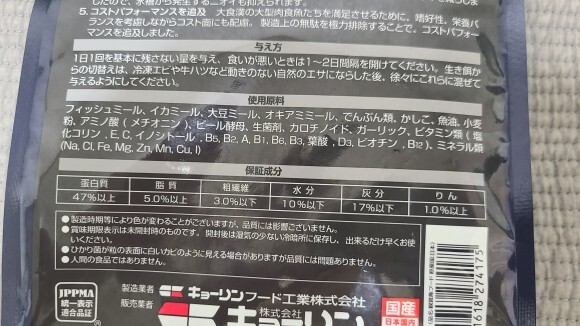 5. コストパフォーマンスを追及 大食漢の大型肉食魚たちを満足させるために、嗜好性、栄養バ
ランスを考慮しながらコスト面にも配慮。製造上の無駄を極力排除することで、コストパフォー
マンスを追及しました。
与え方
1日1回を基本に残さない量を与え、食いが悪いときは1〜2日間隔を開けてください。生き餌か
らの切替えは、冷凍エビや牛ハツなど動きのない自然のエサにならした後、徐々にこれらに混ぜて
与えるようにしてください。
使用原料
フィッシュミール、イカミール、大豆ミール、オキアミミール、でんぷん類、かしこ、魚油、小麦
粉、アミノ酸(メチオニン)、ビール酵母、生菌剤、カロチノイド、ガーリック、ビタミン類(塩
化コリン、E, C, イノシトール、B5, B2, A, B1, B6, B3, 葉酸、D3, ビオチン、B12)、ミネラル類
(Na, Cl, Fe, Mg, Zn, Mn, Cu, I)
保証成分
蛋白質 脂質 粗繊維 水分 灰分 りん
47%以上 5.0%以上 3.0%以下 10%以下 17%以下 1.0%以上
●製造時期等により色が変わることがございますが、品質には影響ございません。
●賞味期限表示は未開封時のものです。開封後は湿気の少ない冷暗所に保存し、出来るだけ早くお使
いください。
●ひかり菌が粒の表面に白いカビのように見える場合がありますが品質には問題ありません。
●人間の食品ではありません。
製造業者 キョーリンフード工業株式会社
販売業者 株式会社 キョーリン
JPPMA
統一表示
適合品証
国産
日本国内
1618 274175